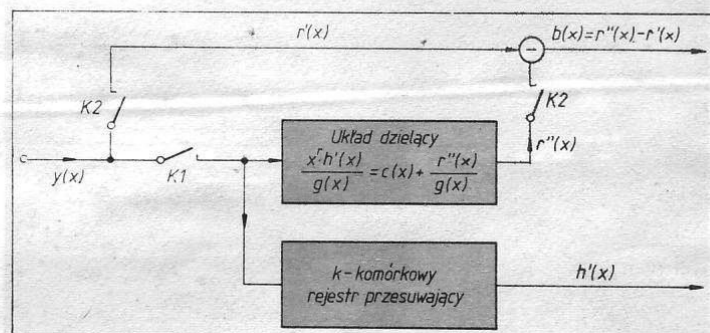 r'(x)
b(x)=r''(x)-r'(x)
K2
K2
Układ dzielący
x^r·h'(x)/g(x) = c(x) + r''(x)/g(x)
r''(x)
y(x)
K1
k-komórkowy
rejestr przesuwający
h'(x)